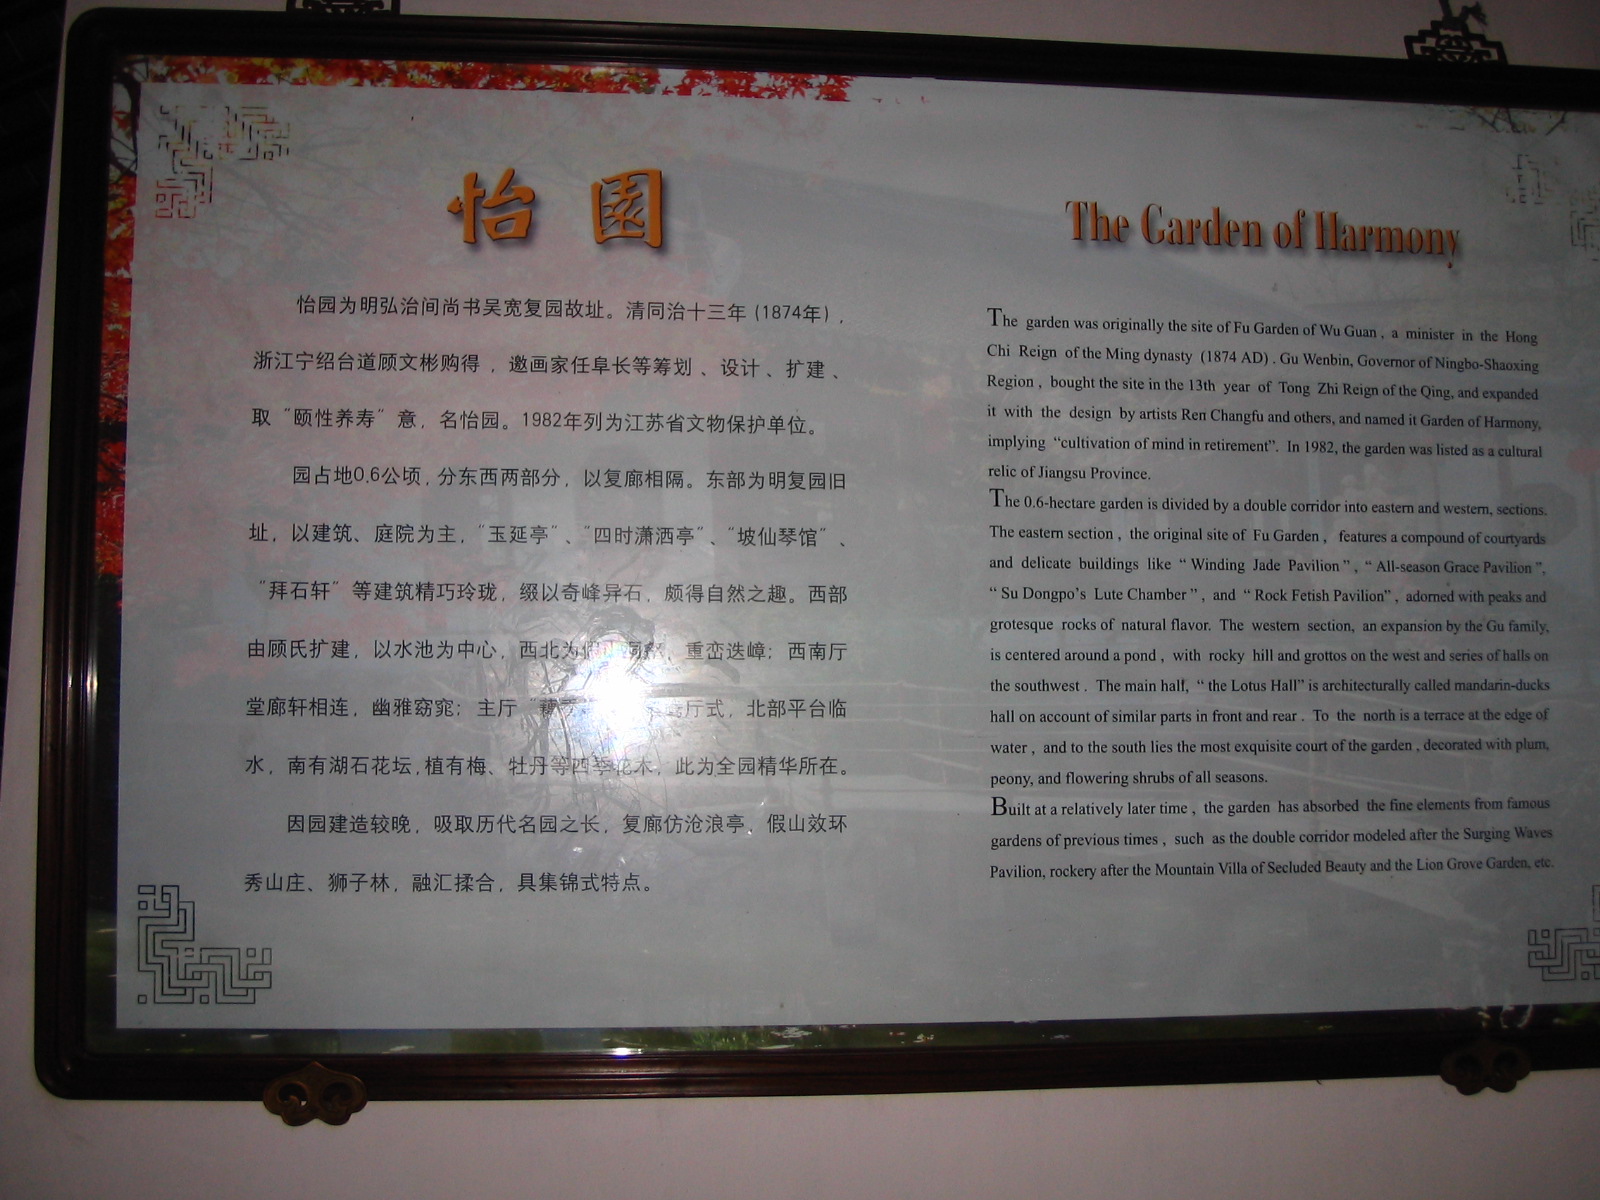 怡園
怡园为明弘治间尚书吴宽复园故址。清同治十三年(1874年),
浙江宁绍台道顾文彬购得,邀画家任阜长等筹划、设计、扩建、
取“颐性养寿”意,名怡园。1982年列为江苏省文物保护单位。
园占地0.6公顷,分东西两部分,以复廊相隔。东部为明复园旧
址,以建筑、庭院为主,“玉延亭”、“四时潇洒亭”、“坡仙琴馆”、
“拜石轩”等建筑精巧玲珑,缀以奇峰异石,颇得自然之趣。西部
由顾氏扩建,以水池为中心,西北为 重峦迭嶂;西南厅
堂廊轩相连,幽雅窈窕;主厅“ 厅式,北部平台临
水,南有湖石花坛,植有梅、牡丹等四季花木,此为全园精华所在。
因园建造较晚,吸取历代名园之长,复廊仿沧浪亭、假山效环
秀山庄、狮子林,融汇揉合,具集锦式特点。
The Garden of Harmony
The garden was originally the site of Fu Garden of Wu Guan , a minister in the Hong
Chi Reign of the Ming dynasty (1874 AD) . Gu Wenbin, Governor of Ningbo-Shaoxing
Region , bought the site in the 13th year of Tong Zhi Reign of the Qing, and expanded
it with the design by artists Ren Changfu and others, and named it Garden of Harmony,
implying “cultivation of mind in retirement”. In 1982, the garden was listed as a cultural
relic of Jiangsu Province.
The 0.6-hectare garden is divided by a double corridor into eastern and western, sections.
The eastern section , the original site of Fu Garden , features a compound of courtyards
and delicate buildings like “ Winding Jade Pavilion ” , “ All-season Grace Pavilion ”,
“ Su Dongpo’s Lute Chamber ” , and “ Rock Fetish Pavilion” , adorned with peaks and
grotesque rocks of natural flavor. The western section, an expansion by the Gu family,
is centered around a pond , with rocky hill and grottos on the west and series of halls on
the southwest . The main hall, “ the Lotus Hall” is architecturally called mandarin-ducks
hall on account of similar parts in front and rear . To the north is a terrace at the edge of
water , and to the south lies the most exquisite court of the garden , decorated with plum,
peony, and flowering shrubs of all seasons.
Built at a relatively later time , the garden has absorbed the fine elements from famous
gardens of previous times , such as the double corridor modeled after the Surging Waves
Pavilion, rockery after the Mountain Villa of Secluded Beauty and the Lion Grove Garden, etc.